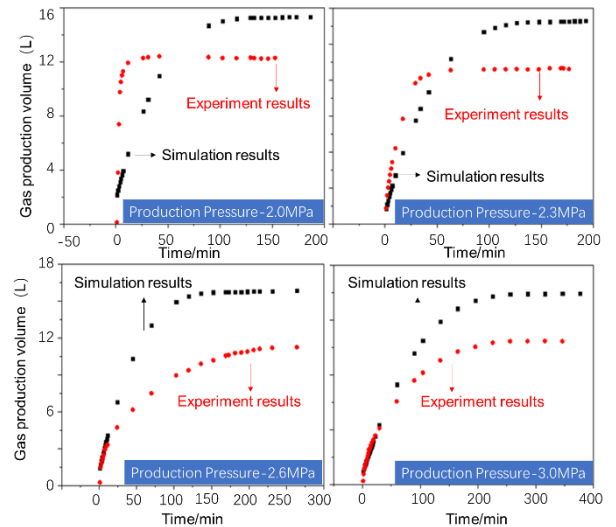 Gas production volume (L)
16
12
8
4
0
Experiment results
Simulation results
Production Pressure-2.0MPa
-50 0 50 100 150 200
Time/min
Experiment results
Simulation results
Production Pressure-2.3MPa
0 50 100 150 200
Time/min
Gas production volume (L)
18
15
12
9
6
3
0
Simulation results
Experiment results
Production Pressure-2.6MPa
0 50 100 150 200 250 300
Time/min
Simulation results
Experiment results
Production Pressure-3.0MPa
0 100 200 300 400
Time/min